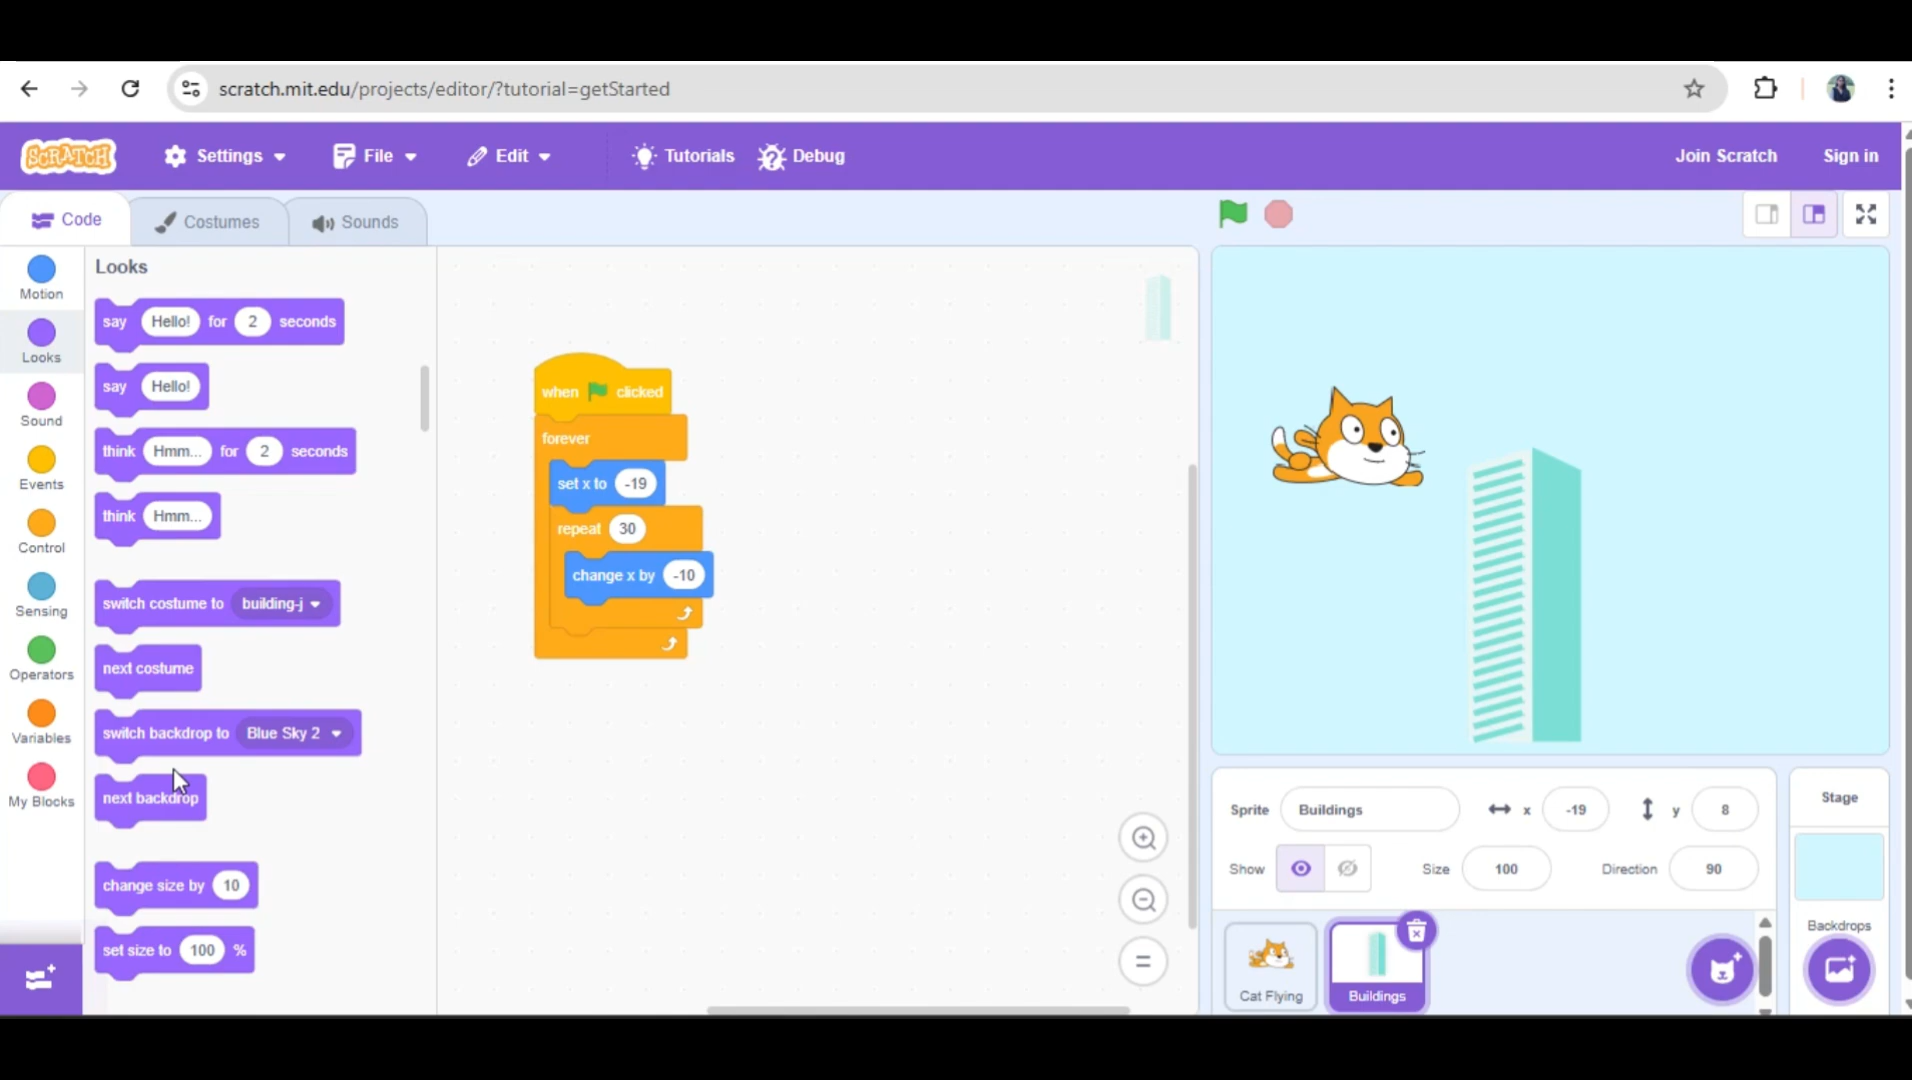 scratch.mit.edu/projects/editor/?tutorial=getStarted
SCRATCH
Settings
File
Edit
Tutorials
Debug
Join Scratch
Sign in
Code
Costumes
Sounds
Motion
Looks
Sound
Events
Control
Sensing
Operators
Variables
My Blocks
Looks
say Hello! for 2 seconds
say Hello!
think Hmm... for 2 seconds
think Hmm...
switch costume to building-j
next costume
switch backdrop to Blue Sky 2
next backdrop
change size by 10
set size to 100 %
when clicked
forever
set x to -19
repeat 30
change x by -10
Sprite Buildings x -19 y 8
Show Size 100 Direction 90
Cat Flying
Buildings
Stage
Backdrops